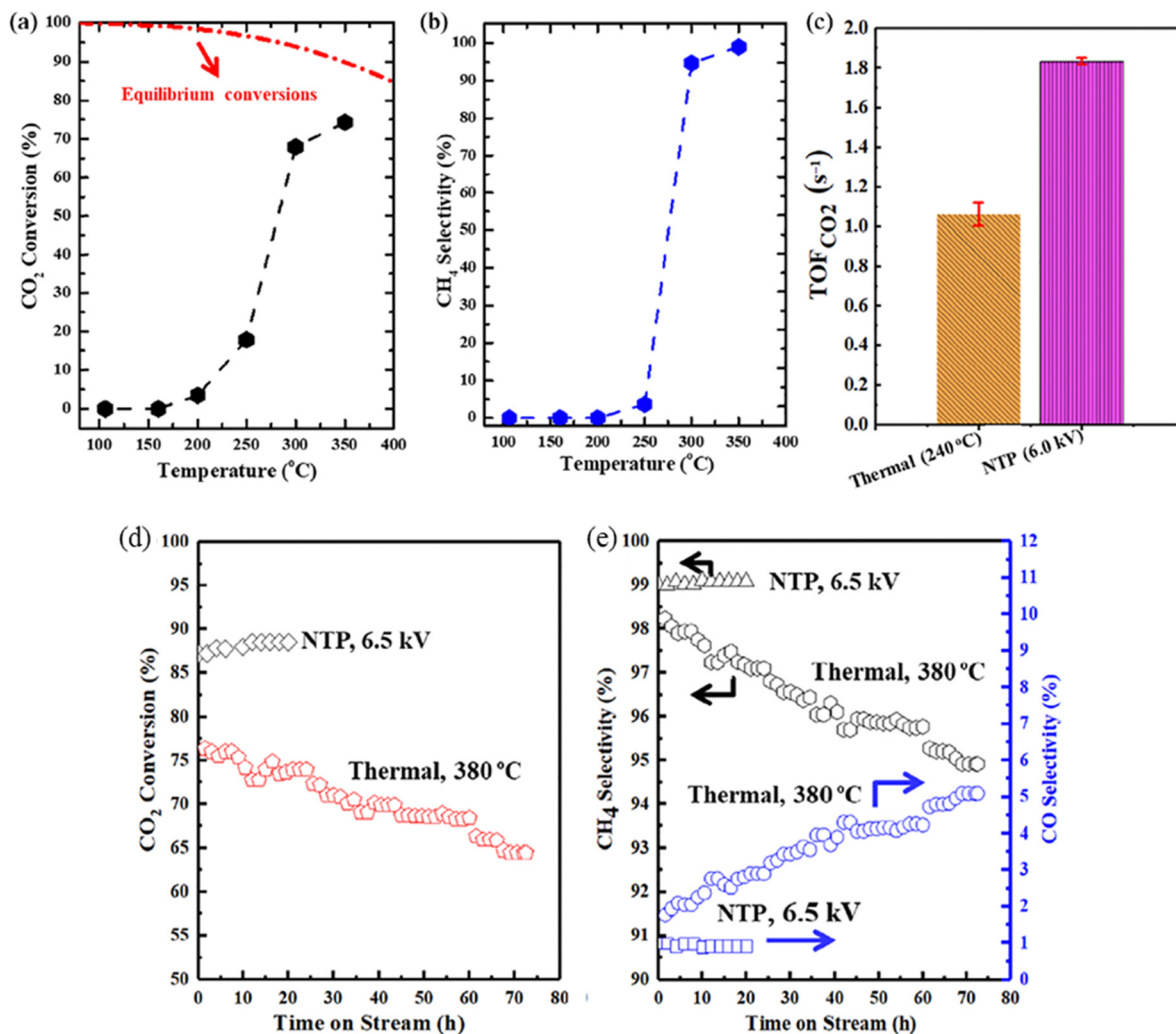 (a)
100
90
80
70
60
50
40
30
20
10
0
100 150 200 250 300 350 400
CO2 Conversion (%)
Temperature (oC)
Equilibrium conversions
(b)
100
90
80
70
60
50
40
30
20
10
0
100 150 200 250 300 350 400
CH4 Selectivity (%)
Temperature (oC)
(c)
2.0
1.8
1.6
1.4
1.2
1.0
0.8
0.6
0.4
0.2
0.0
TOFCO2 (s−1)
Thermal (240 oC)
NTP (6.0 kV)
(d)
100
95
90
85
80
75
70
65
60
55
50
0 10 20 30 40 50 60 70 80
CO2 Conversion (%)
Time on Stream (h)
NTP, 6.5 kV
Thermal, 380 oC
(e)
100
99
98
97
96
95
94
93
92
91
90
0 10 20 30 40 50 60 70 80
CH4 Selectivity (%)
Time on Stream (h)
NTP, 6.5 kV
Thermal, 380 oC
Thermal, 380 oC
NTP, 6.5 kV
12
11
10
9
8
7
6
5
4
3
2
1
0
CO Selectivity (%)